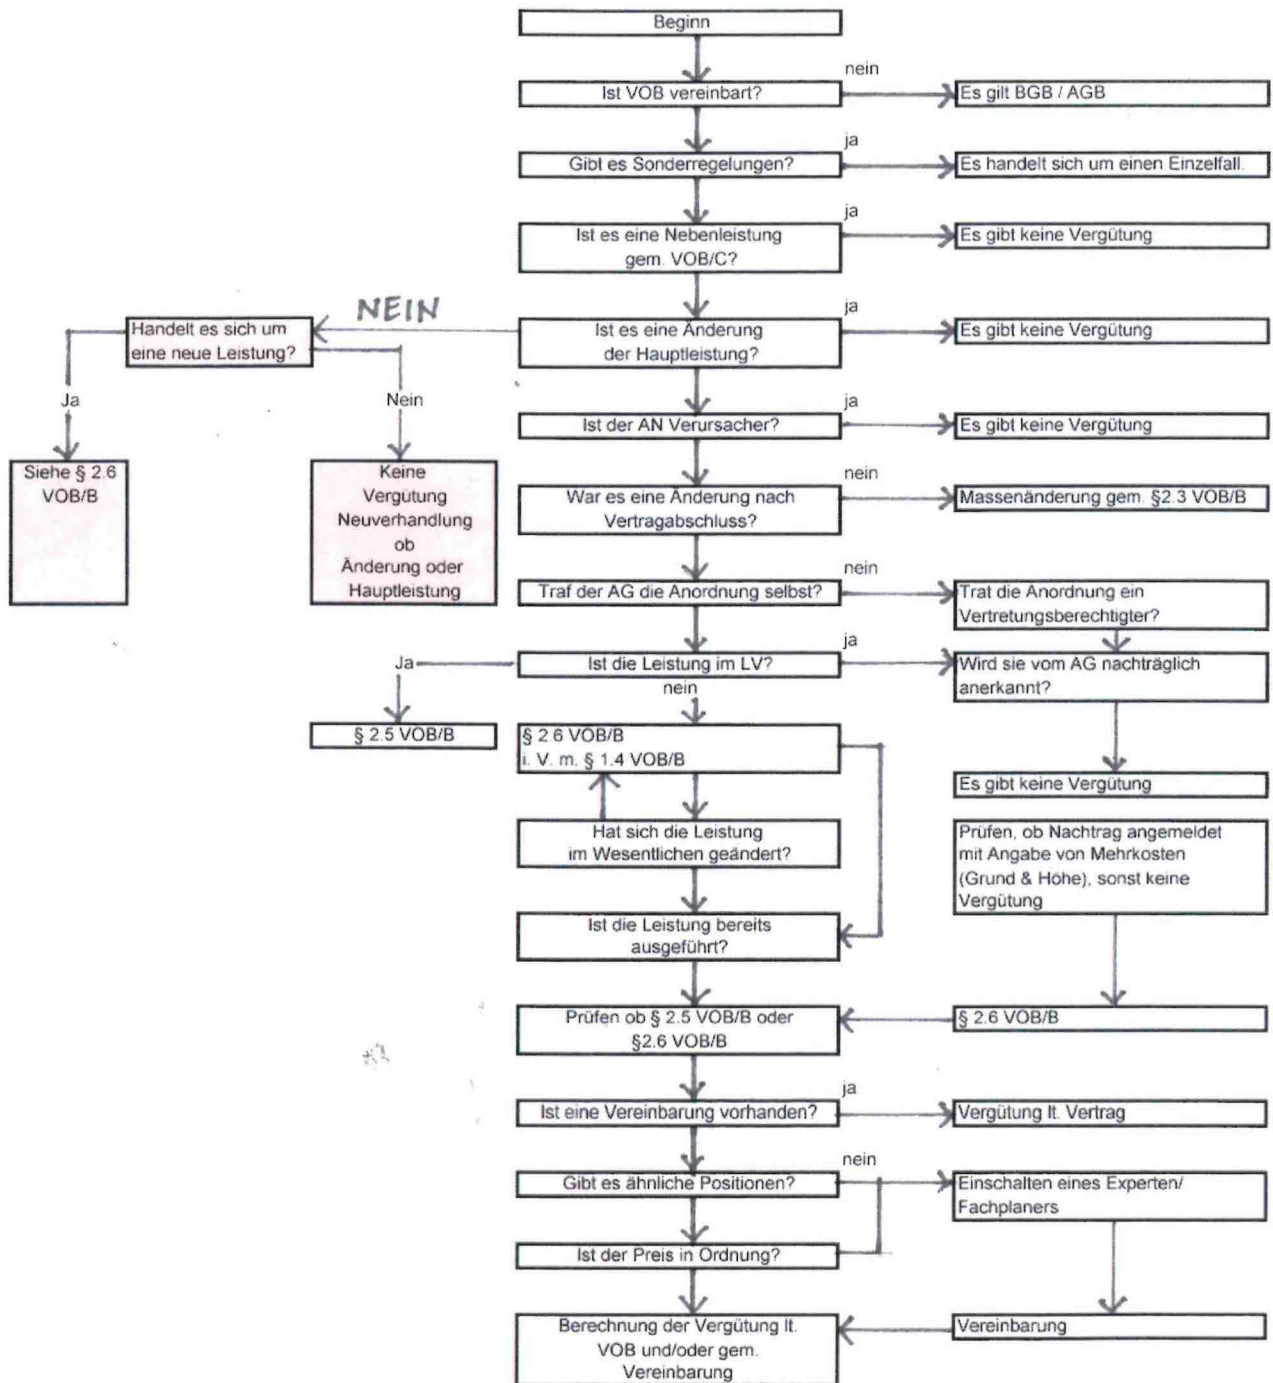 Beginn
nein
Ist VOB vereinbart?
Es gilt BGB / AGB
ja
Gibt es Sonderregelungen?
Es handelt sich um einen Einzelfall.
ja
Ist es eine Nebenleistung
gem. VOB/C?
Es gibt keine Vergütung
NEIN
ja
Handelt es sich um
eine neue Leistung?
Ist es eine Änderung
der Hauptleistung?
Es gibt keine Vergütung
Ja
Nein
ja
Ist der AN Verursacher?
Es gibt keine Vergütung
Siehe § 2.6
VOB/B
Keine
Vergütung
Neuverhandlung
ob
Änderung oder
Hauptleistung
nein
War es eine Änderung nach
Vertragabschluss?
Massenänderung gem. §2.3 VOB/B
nein
Traf der AG die Anordnung selbst?
Trat die Anordnung ein
Vertretungsberechtigter?
Ja
ja
Ist die Leistung im LV?
Wird sie vom AG nachträglich
anerkannt?
nein
§ 2.5 VOB/B
§ 2 6 VOB/B
i. V. m. § 1.4 VOB/B
Es gibt keine Vergütung
Hat sich die Leistung
im Wesentlichen geändert?
Prüfen, ob Nachtrag angemeldet
mit Angabe von Mehrkosten
(Grund & Höhe), sonst keine
Vergütung
Ist die Leistung bereits
ausgeführt?
Prüfen ob § 2.5 VOB/B oder
§2.6 VOB/B
§ 2.6 VOB/B
ja
Ist eine Vereinbarung vorhanden?
Vergütung lt. Vertrag
nein
Gibt es ähnliche Positionen?
Einschalten eines Experten/
Fachplaners
Ist der Preis in Ordnung?
Berechnung der Vergütung lt.
VOB und/oder gem.
Vereinbarung
Vereinbarung